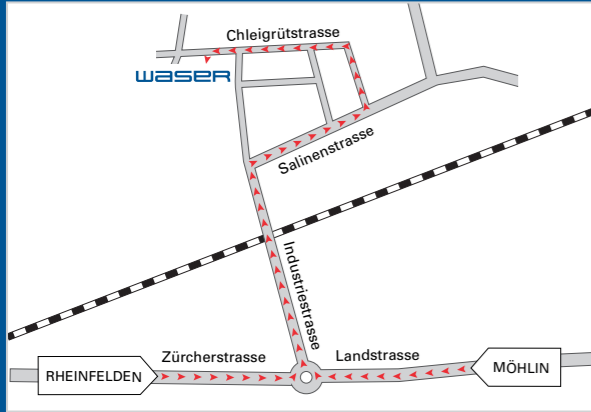 Chleigrütstrasse
waser
Salinenstrasse
Industriestrasse
Zürcherstrasse
Landstrasse
RHEINFELDEN
MÖHLIN